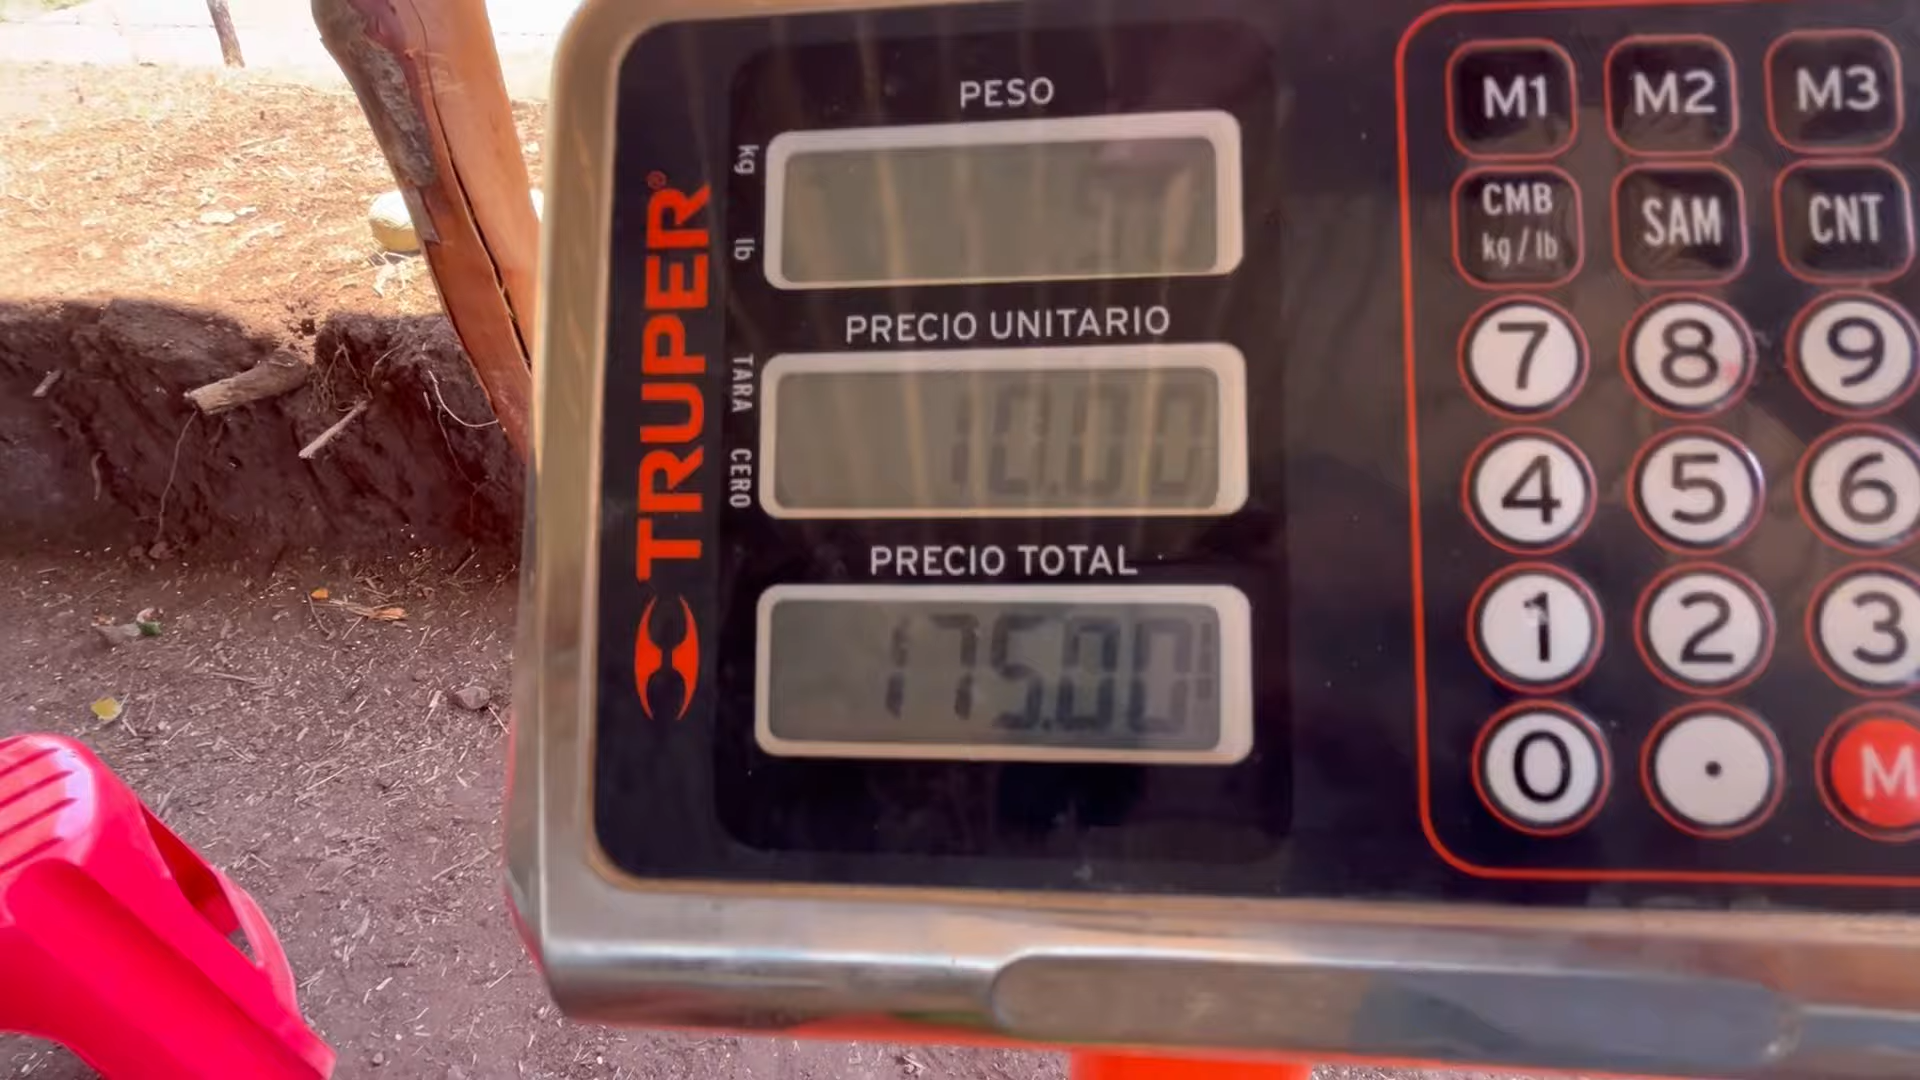 PESO
kg
lb
PRECIO UNITARIO
TARA
CERO
10.00
PRECIO TOTAL
175.00
TRUPER®
M1 M2 M3
CMB kg/lb SAM CNT
7 8 9
4 5 6
1 2 3
0 . M